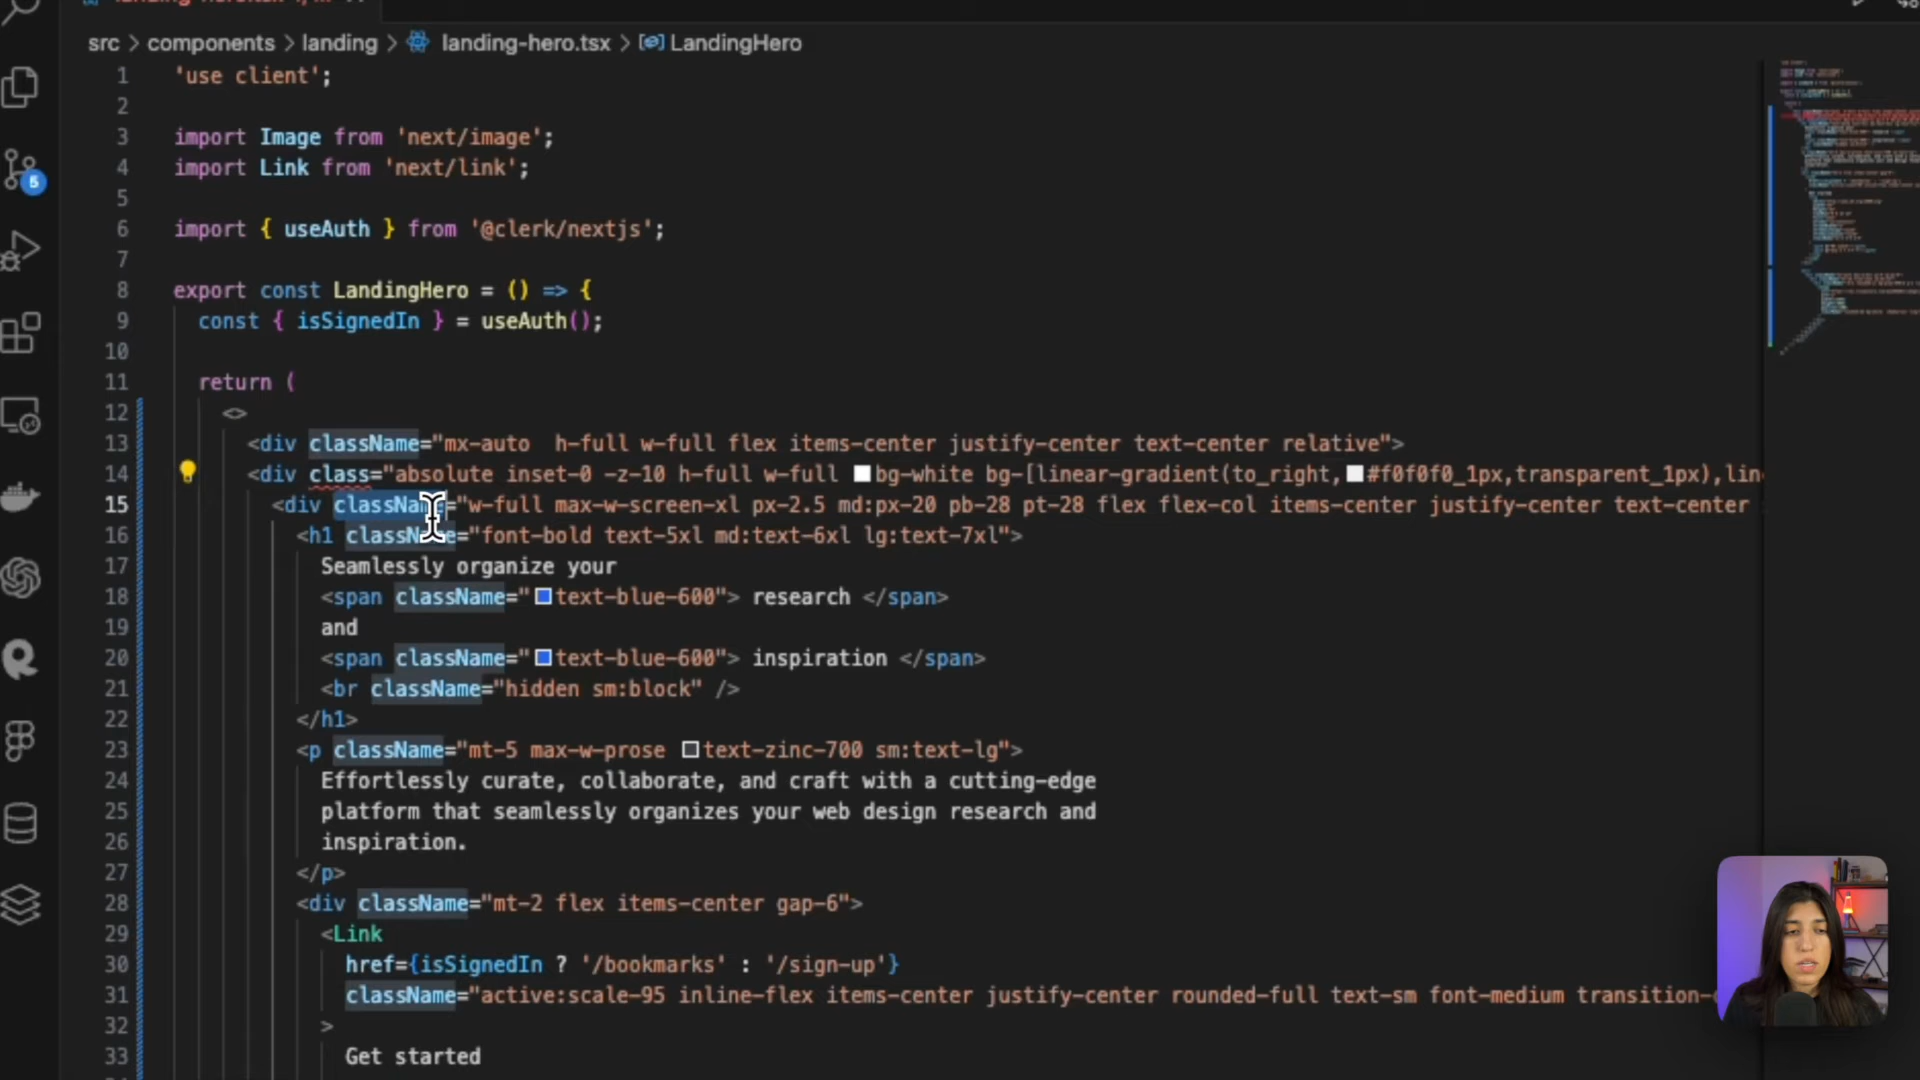 src > components > landing > landing-hero.tsx > LandingHero
1 'use client';
2
3 import Image from 'next/image';
4 import Link from 'next/link';
5
6 import { useAuth } from '@clerk/nextjs';
7
8 export const LandingHero = () => {
9 const { isSignedIn } = useAuth();
10
11 return (
12 <>
13 <div className="mx-auto  h-full w-full flex items-center justify-center text-center relative">
14 <div class="absolute inset-0 -z-10 h-full w-full bg-white bg-[linear-gradient(to_right,#f0f0f0_1px,transparent_1px),lin
15 <div className="w-full max-w-screen-xl px-2.5 md:px-20 pb-28 pt-28 flex flex-col items-center justify-center text-center
16 <h1 className="font-bold text-5xl md:text-6xl lg:text-7xl">
17 Seamlessly organize your
18 <span className="text-blue-600"> research </span>
19 and
20 <span className="text-blue-600"> inspiration </span>
21 <br className="hidden sm:block" />
22 </h1>
23 <p className="mt-5 max-w-prose text-zinc-700 sm:text-lg">
24 Effortlessly curate, collaborate, and craft with a cutting-edge
25 platform that seamlessly organizes your web design research and
26 inspiration.
27 </p>
28 <div className="mt-2 flex items-center gap-6">
29 <Link
30 href={isSignedIn ? '/bookmarks' : '/sign-up'}
31 className="active:scale-95 inline-flex items-center justify-center rounded-full text-sm font-medium transition-
32 >
33 Get started
5